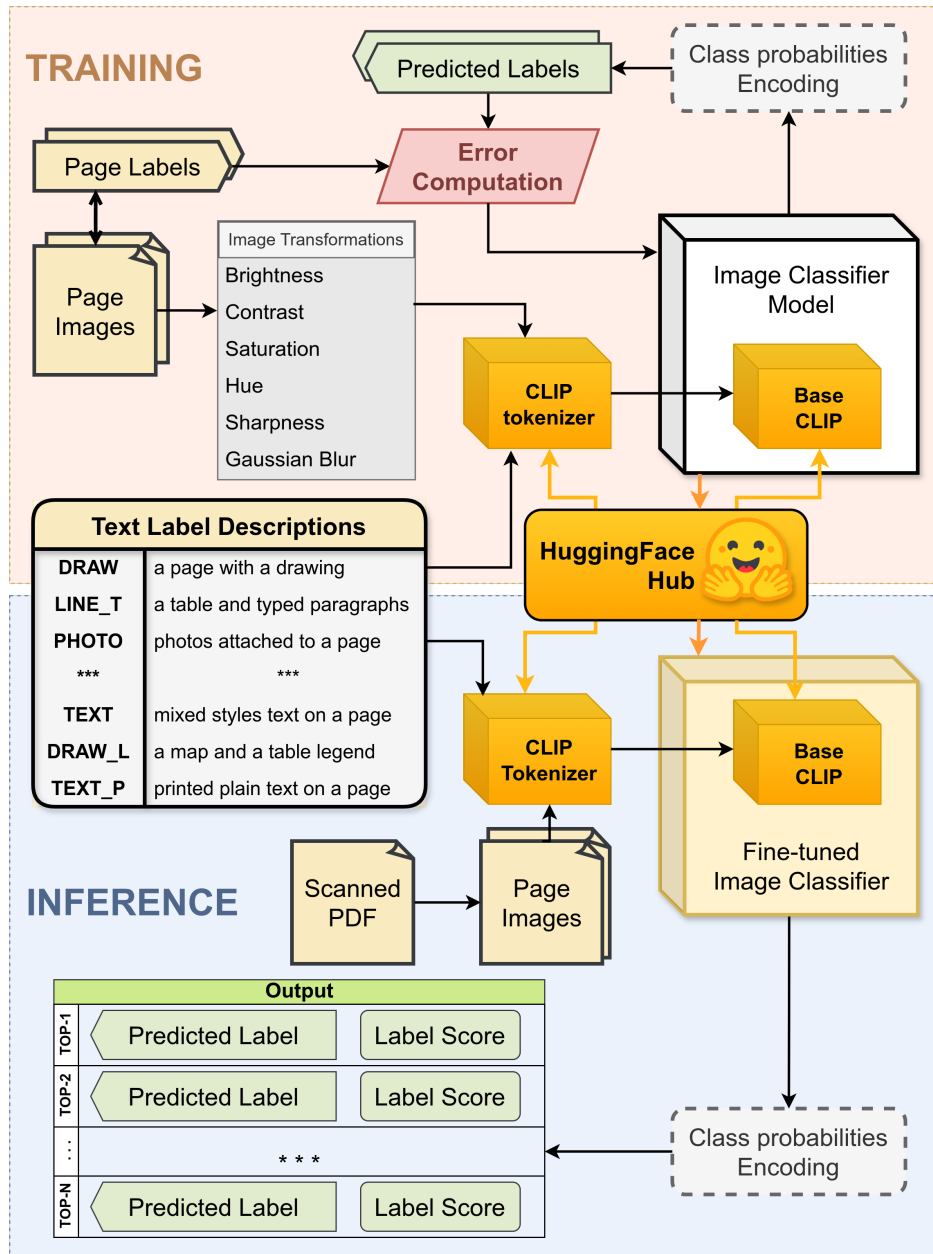 TRAINING
Predicted Labels
Class probabilities
Encoding
Page Labels
Error
Computation
Page
Images
Image Transformations
Brightness
Contrast
Saturation
Hue
Sharpness
Gaussian Blur
CLIP
tokenizer
Image Classifier
Model
Base
CLIP
HuggingFace
Hub
Text Label Descriptions
DRAW a page with a drawing
LINE_T a table and typed paragraphs
PHOTO photos attached to a page
*** ***
TEXT mixed styles text on a page
DRAW_L a map and a table legend
TEXT_P printed plain text on a page
CLIP
Tokenizer
Base
CLIP
Fine-tuned
Image Classifier
INFERENCE
Scanned
PDF
Page
Images
Output
TOP-1 Predicted Label Label Score
TOP-2 Predicted Label Label Score
... * * *
TOP-N Predicted Label Label Score
Class probabilities
Encoding